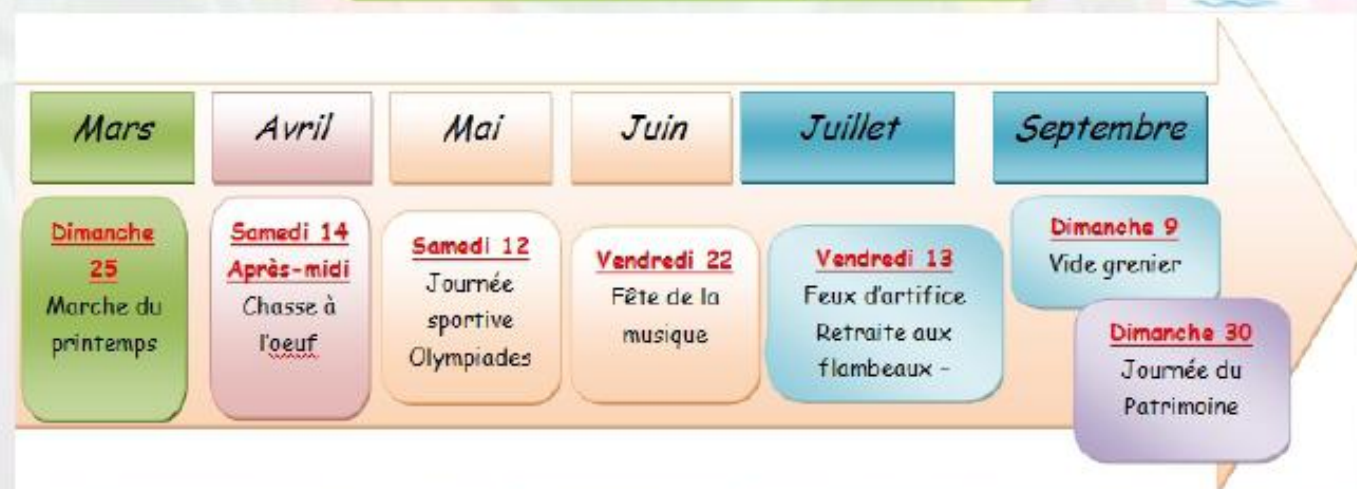 Mars
Avril
Mai
Juin
Juillet
Septembre
Dimanche
25
Marche du
printemps
Samedi 14
Après-midi
Chasse à
l'oeuf
Samedi 12
Journée
sportive
Olympiades
Vendredi 22
Fête de la
musique
Vendredi 13
Feux d'artifice
Retraite aux
flambeaux -
Dimanche 9
Vide grenier
Dimanche 30
Journée du
Patrimoine